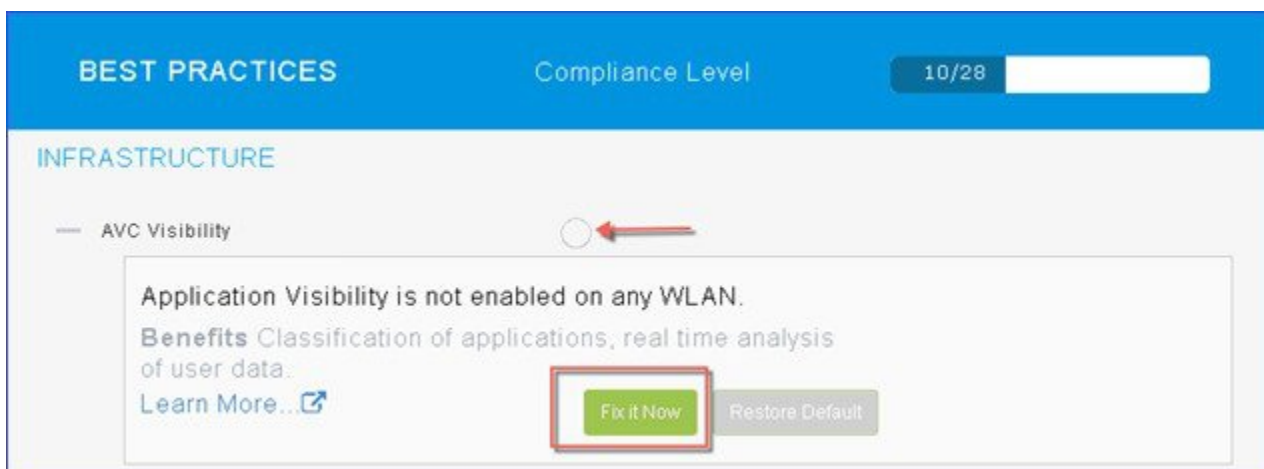 BEST PRACTICES Compliance Level 10/28
INFRASTRUCTURE
AVC Visibility
Application Visibility is not enabled on any WLAN.
Benefits Classification of applications, real time analysis
of user data.
Learn More...
Fix it Now Restore Default